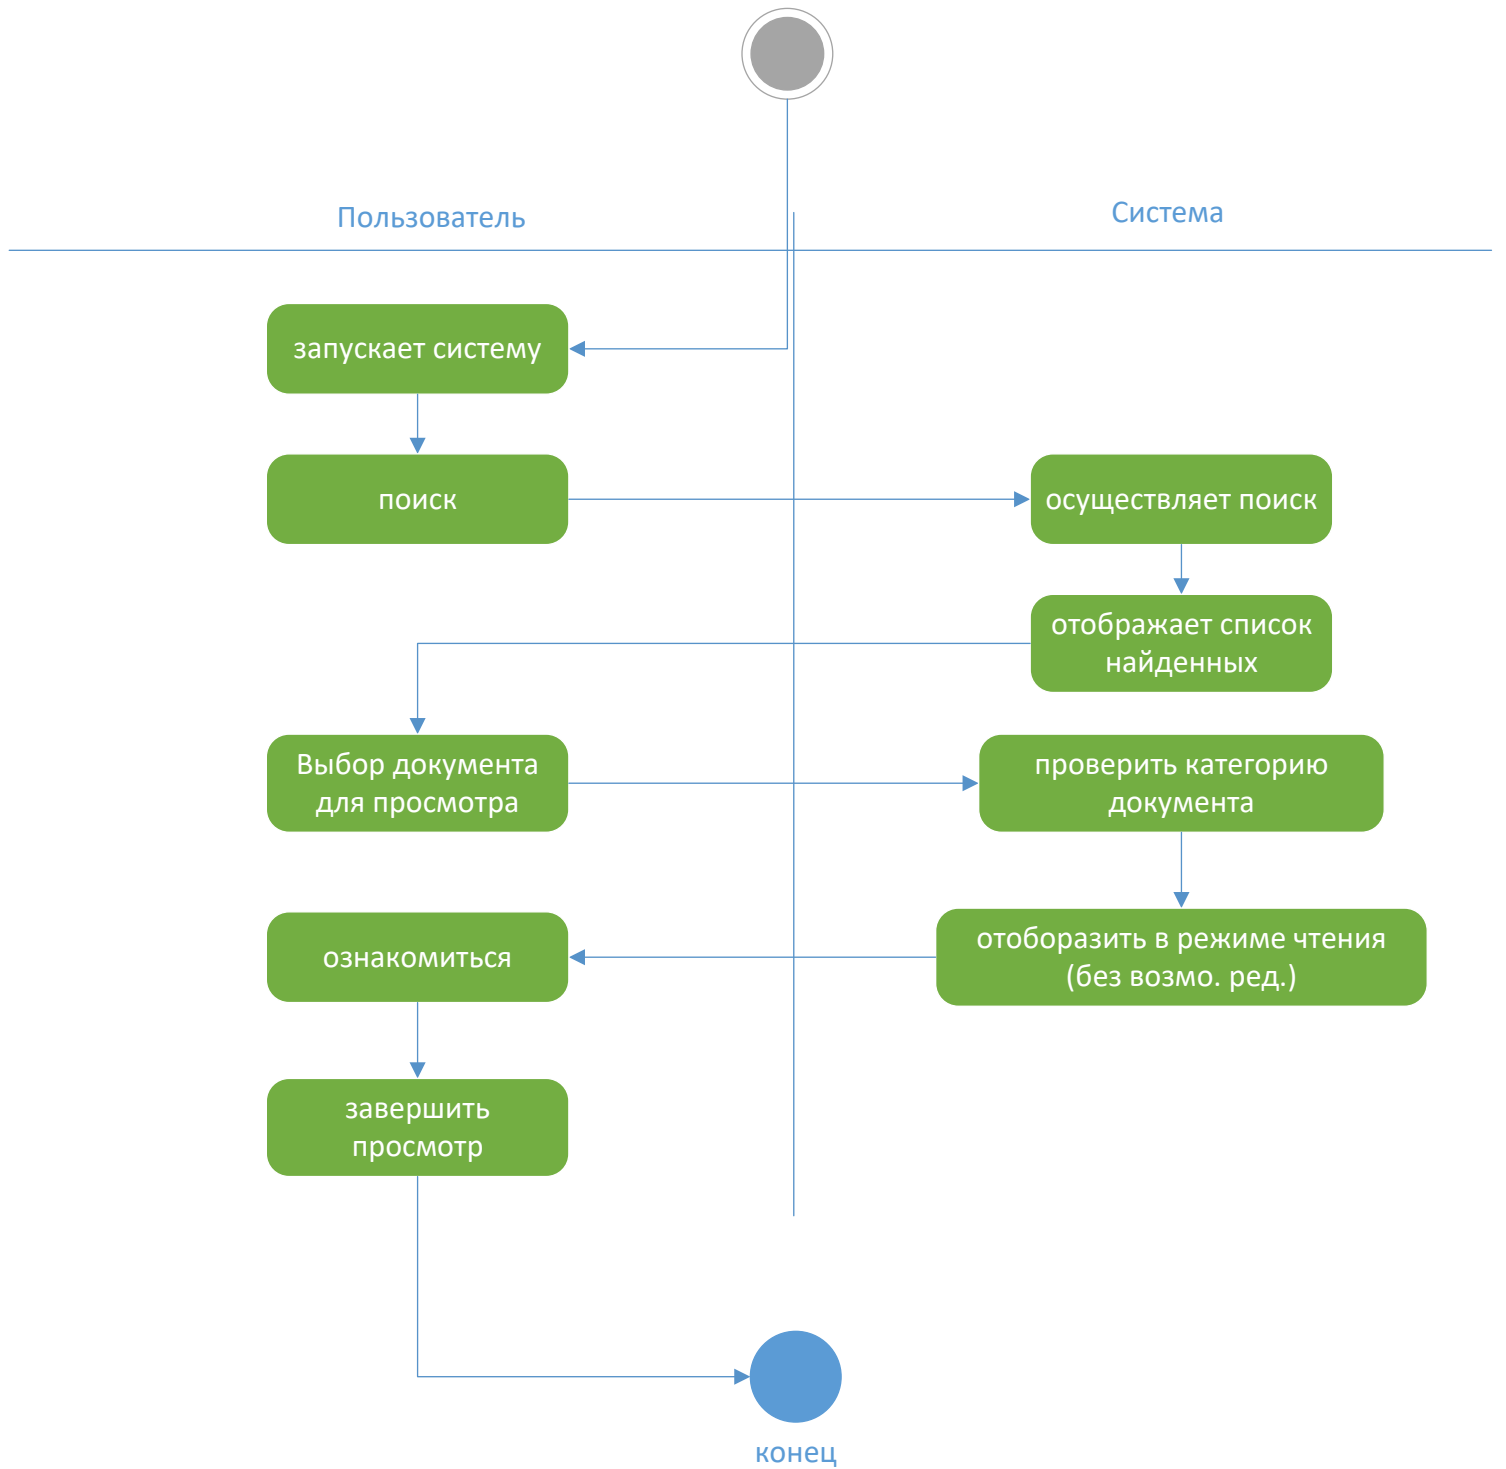 Пользователь
Система
запускает систему
поиск
осуществляет поиск
отображает список
найденных
Выбор документа
для просмотра
проверить категорию
документа
ознакомиться
отоборазить в режиме чтения
(без возмо. ред.)
завершить
просмотр
конец